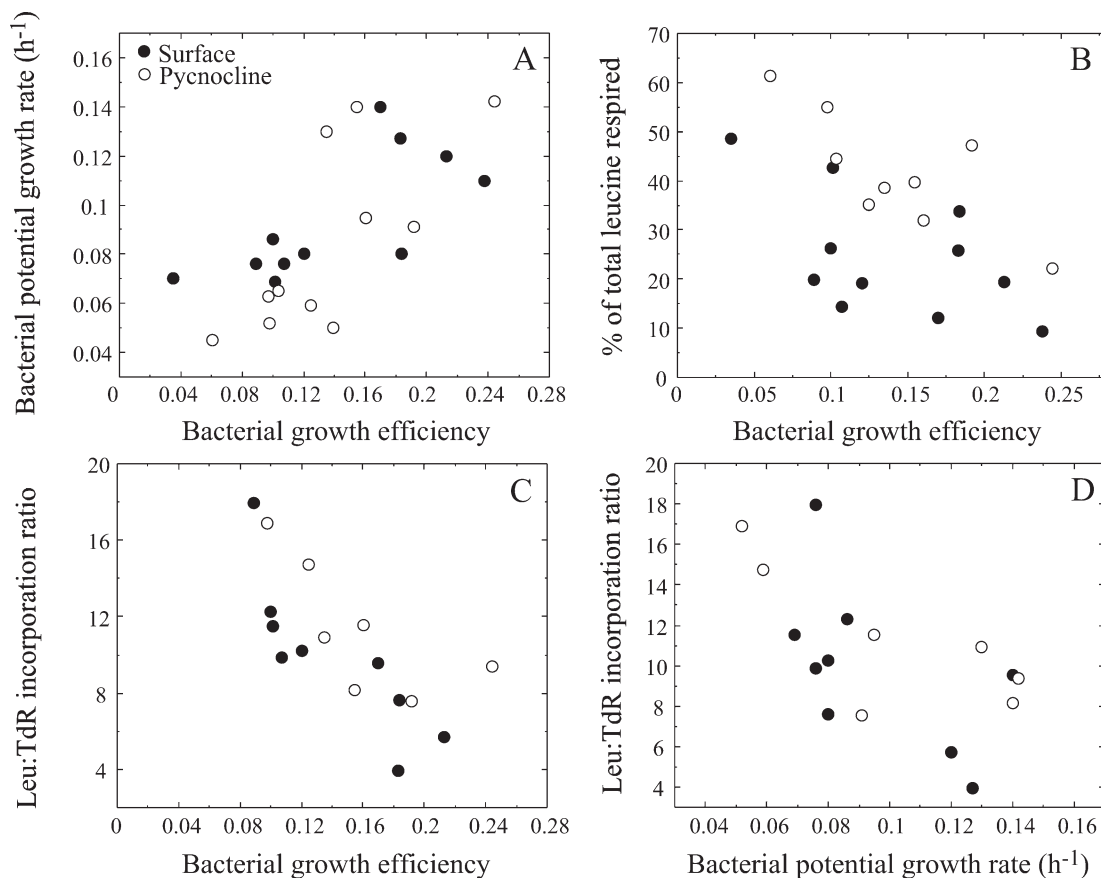 A
● Surface
○ Pycnocline
Bacterial potential growth rate (h-1)
0.16
0.14
0.12
0.1
0.08
0.06
0.04
0 0.04 0.08 0.12 0.16 0.2 0.24 0.28
Bacterial growth efficiency
B
% of total leucine respired
70
60
50
40
30
20
10
0
0 0.05 0.1 0.15 0.2 0.25
Bacterial growth efficiency
C
Leu:TdR incorporation ratio
20
16
12
8
4
0 0.04 0.08 0.12 0.16 0.2 0.24 0.28
Bacterial growth efficiency
D
Leu:TdR incorporation ratio
20
18
16
14
12
10
8
6
4
0.04 0.06 0.08 0.10 0.12 0.14 0.16
Bacterial potential growth rate (h-1)